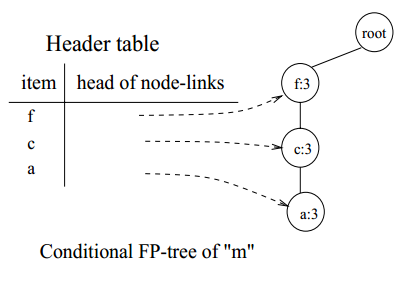 root
Header table
item head of node-links
f:3
f
c
c:3
a
a:3
Conditional FP-tree of "m"